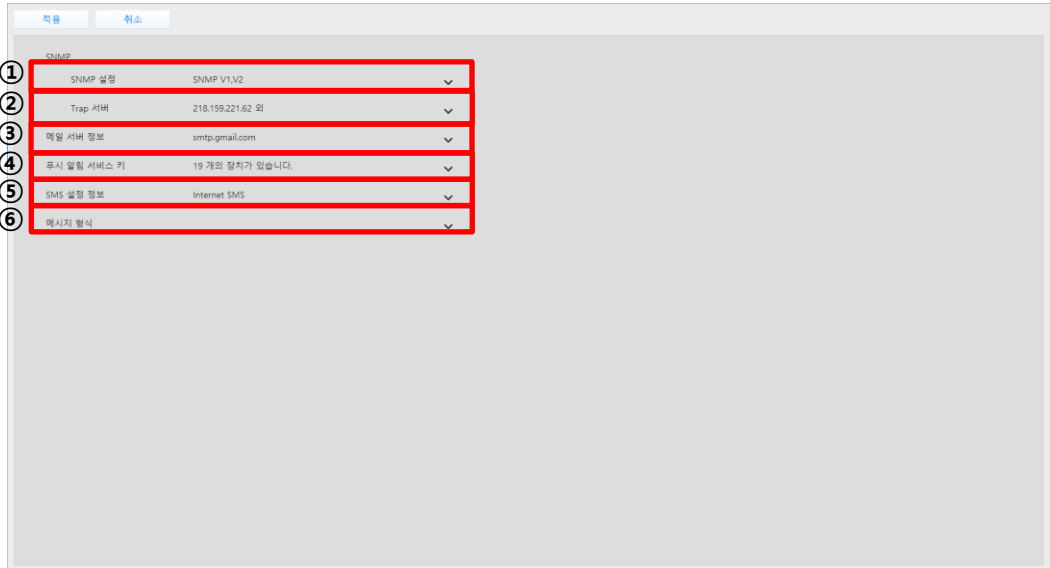 적용 취소
SNMP
① SNMP 설정 SNMP V1,V2
② Trap 서버 218.159.221.62 외
③ 메일 서버 정보 smtp.gmail.com
④ 푸시 알림 서비스 키 19 개의 장치가 있습니다.
⑤ SMS 설정 정보 Internet SMS
⑥ 메시지 형식